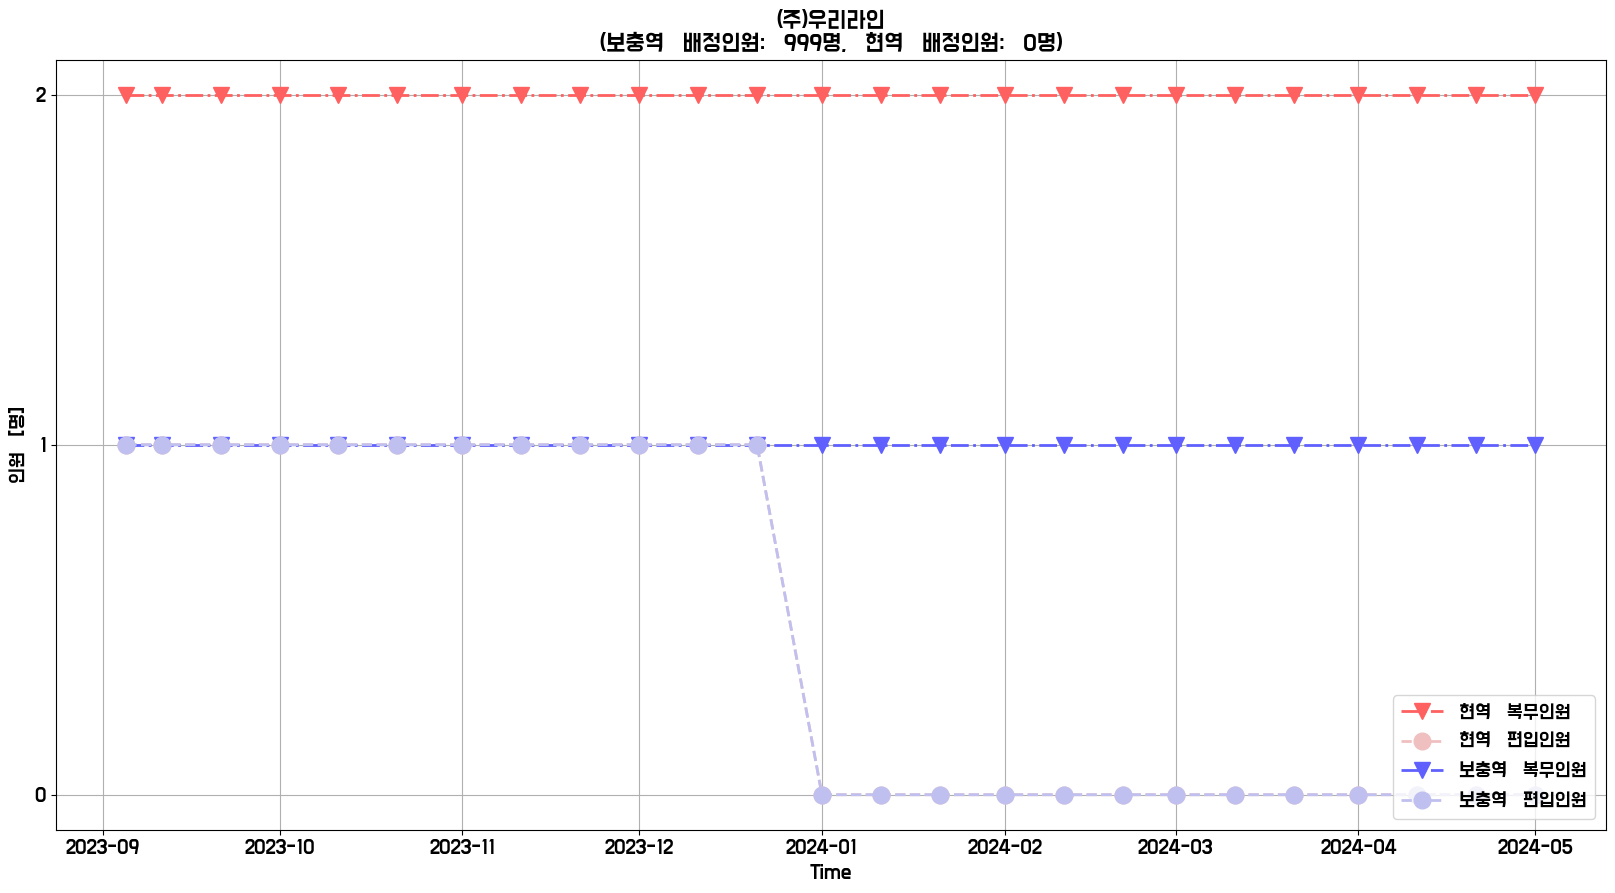 (주)우리라인
(보충역 배정인원: 999명, 현역 배정인원: 0명)
2
1
0
인원 [명]
2023-09 2023-10 2023-11 2023-12 2024-01 2024-02 2024-03 2024-04 2024-05
Time
현역 복무인원
현역 편입인원
보충역 복무인원
보충역 편입인원